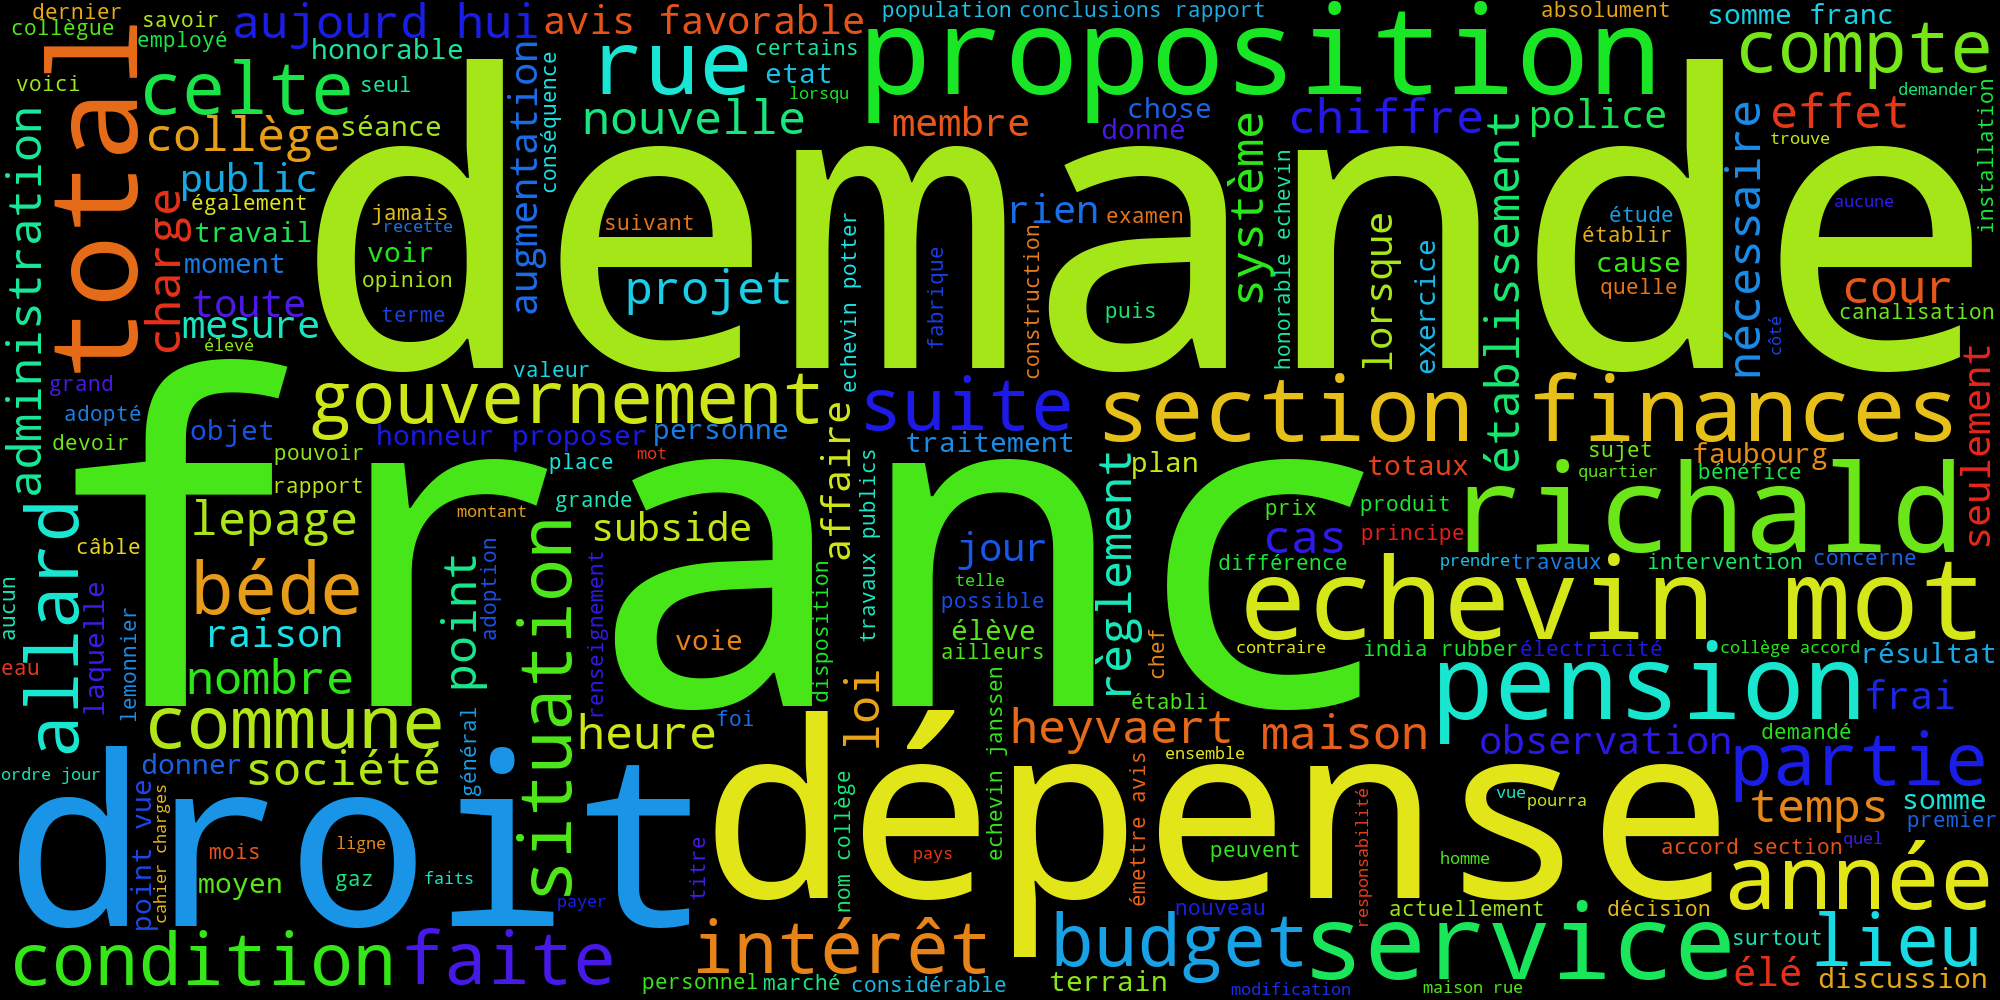 dernier
savoir
aujourd hui
avis favorable
population
conclusions rapport
absolument
somme franc
collègue
employé
honorable
rue
certains
proposition
compte
voici
celte
seul
etat
lorsqu
demander
total
collège
séance
augmentation
conséquence
nouvelle
membre
chose
donné
chiffre
police
effet
trouve
installation
administration
public
charge
également
travail
moment
toute
mesure
élevé
demande
jamais
recette
voir
opinion
terme
suivant
projet
echevin potter
fabrique
rien
examen
construction
puis
système
honorable echevin
lorsque
exercice
établissement
étude
établir
cause
quelle
nécessaire
aucune
cour
canalisation
côté
grand
adopté
devoir
objet
gouvernement
valeur
honneur proposer
personne
affaire
suite
traitement
section
finances
seulement
pouvoir
rapport
franc
place
mot
grande
montant
subside
travaux publics
plan
totaux
sujet
quartier
faubourg
bénéfice
richald
allard
câble
lepage
béde
raison
nombre
point
adoption
situation
renseignement
disposition
jour
telle
possible
élève
ailleurs
voie
règlement
prix
produit
cas
principe
différence
prendre
travaux
intervention
concerne
echevin mot
aucun
laquelle
lemonnier
eau
contraire
india rubber
électricité
collège accord
résultat
chef
établi
pension
frai
commune
société
général
heure
foi
loi
echevin janssen
heyvaert
maison
observation
demandé
partie
ordre jour
donner
droit
point vue
cahier charges
mois
moyen
ligne
gaz
faits
payer
titre
dépense
nom collège
pays
émettre avis
ensemble
peuvent
responsabilité
vue
pourra
homme
temps
somme
premier
accord section
quel
année
condition
faite
intérêt
personnel
marché
considérable
budget
terrain
nouveau
modification
service
actuellement
maison rue
décision
surtout
lieu
élé
discussion